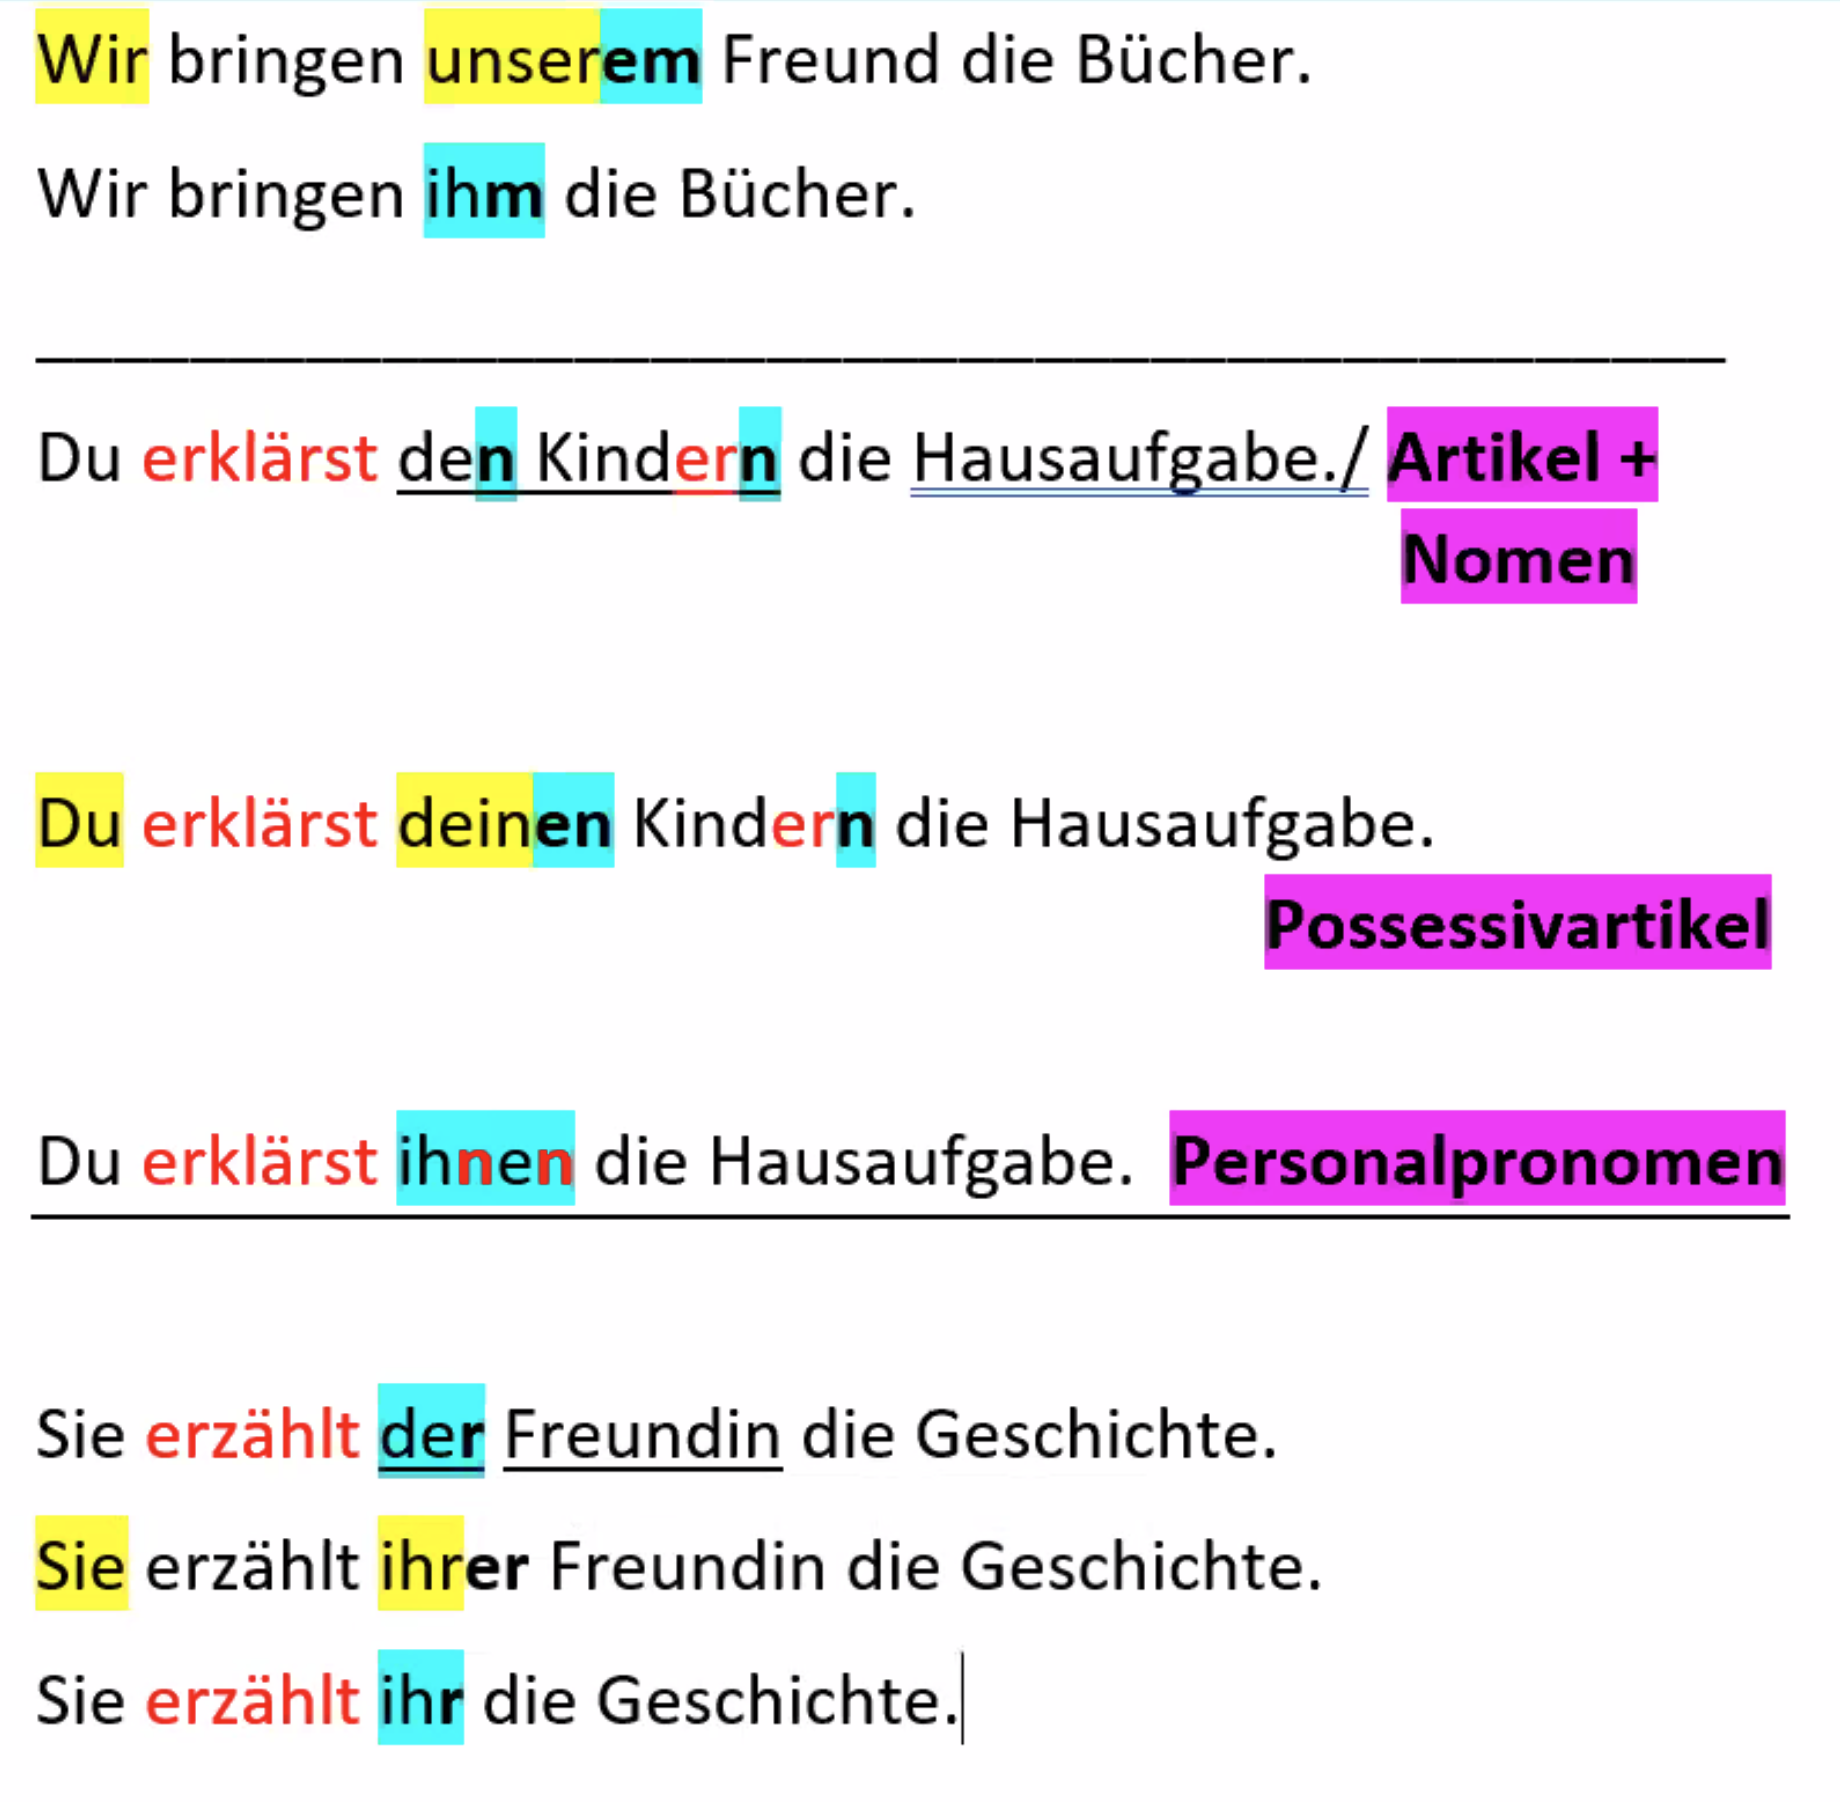 Wir bringen unserem Freund die Bücher.
Wir bringen ihm die Bücher.
Du erklärst den Kindern die Hausaufgabe./ Artikel +
Nomen
Du erklärst deinen Kindern die Hausaufgabe.
Possessivartikel
Du erklärst ihnen die Hausaufgabe. Personalpronomen
Sie erzählt der Freundin die Geschichte.
Sie erzählt ihrer Freundin die Geschichte.
Sie erzählt ihr die Geschichte.